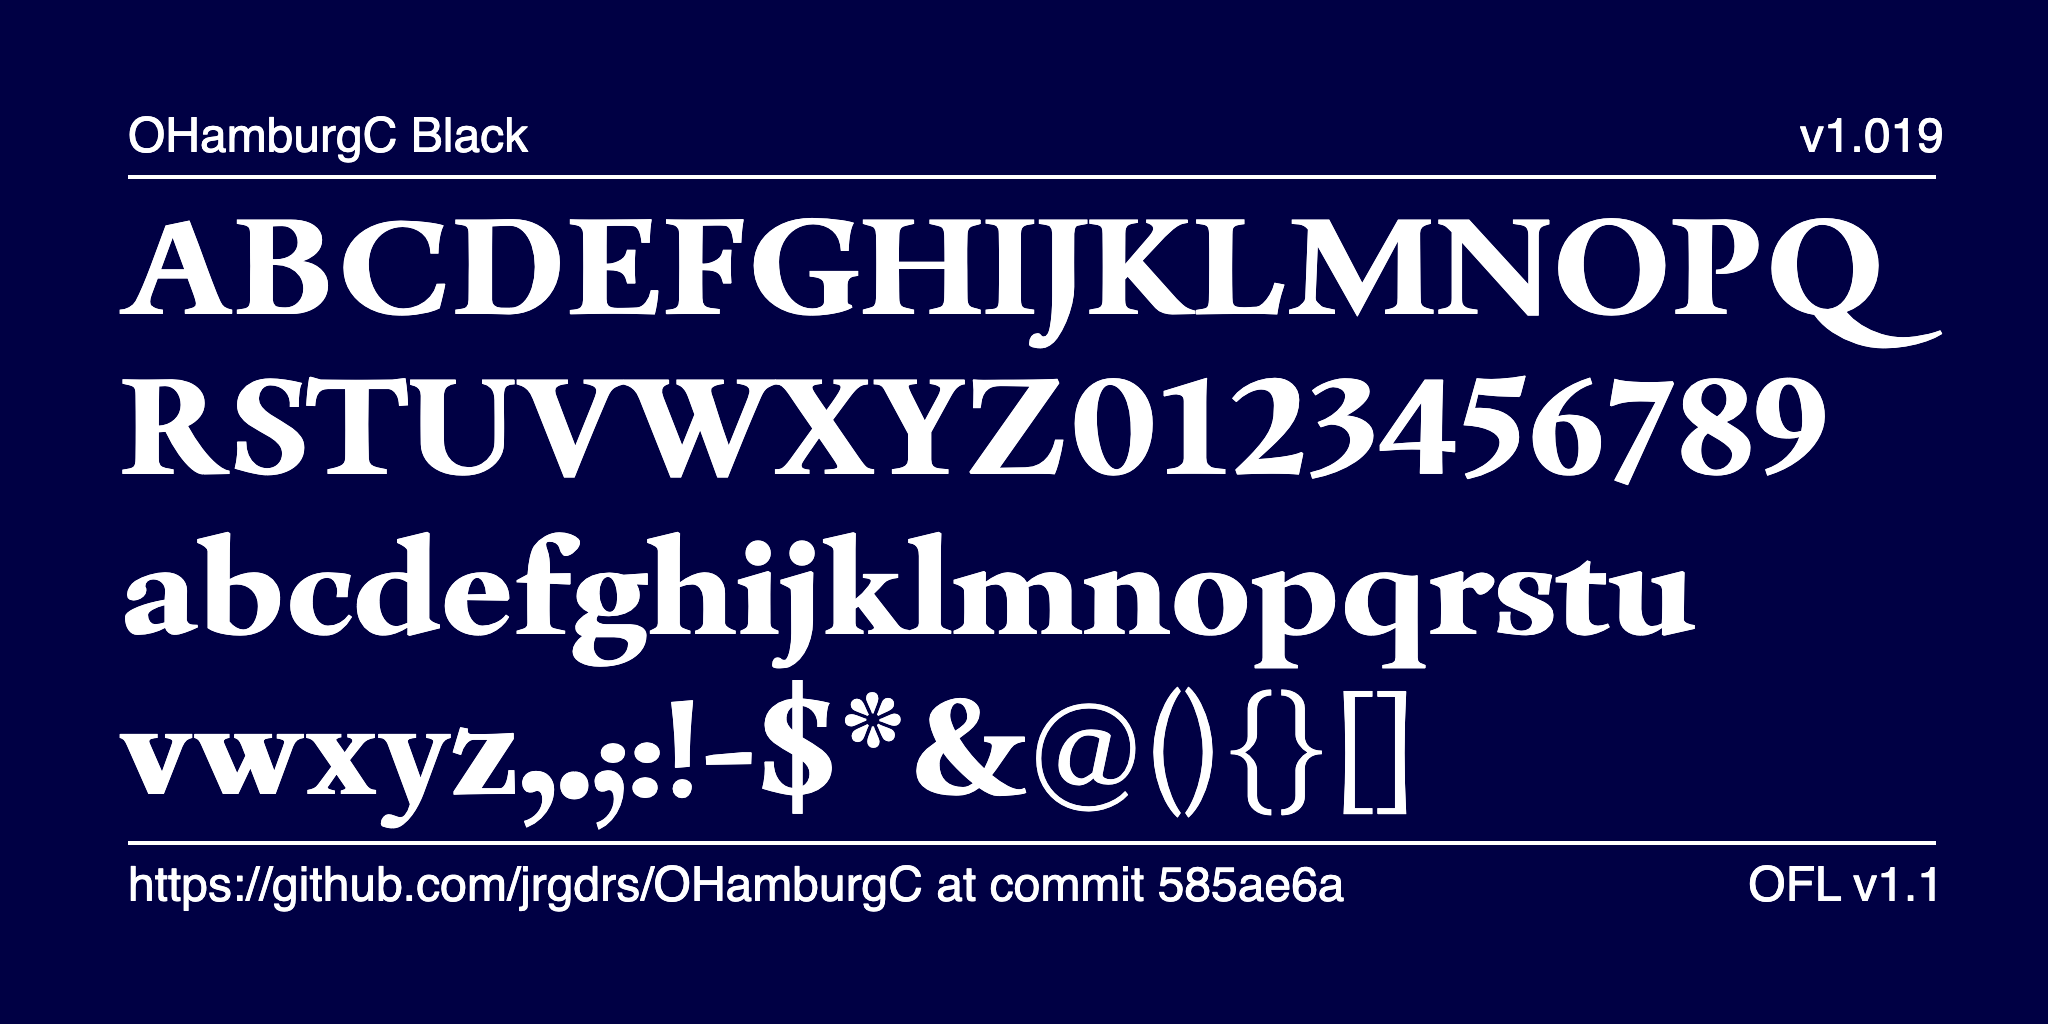 OHamburgC Black
v1.019
ABCDEFGHIJKLMNOPQ
RSTUVWXYZ0123456789
abcdefghijklmnopqrstu
vwxyz,.;:!-$*&@(){}[]
https://github.com/jrgdrs/OHamburgC at commit 585ae6a
OFL v1.1